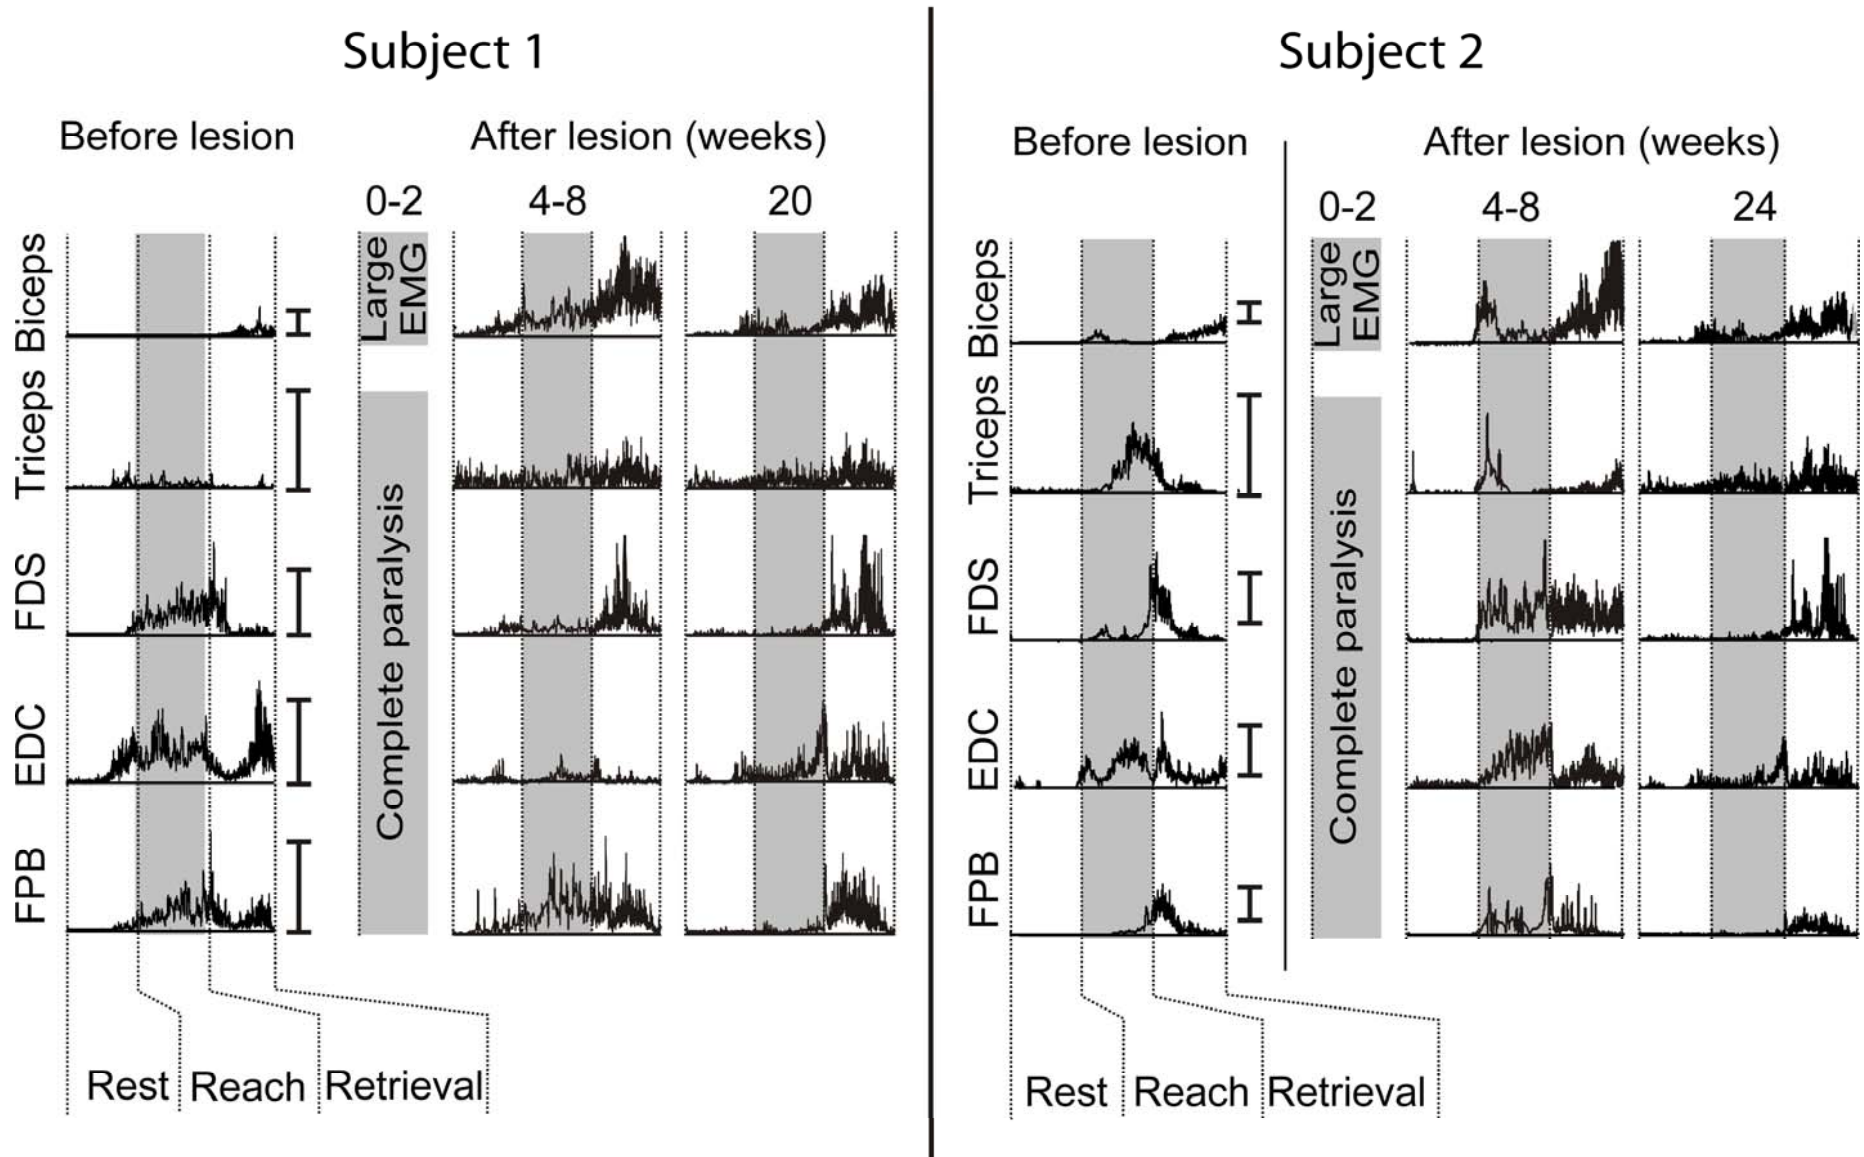 Subject 1
Before lesion
After lesion (weeks)
0-2
4-8
20
Biceps
Triceps
FDS
EDC
FPB
Large
EMG
Complete paralysis
Rest
Reach
Retrieval
Subject 2
Before lesion
After lesion (weeks)
0-2
4-8
24
Biceps
Triceps
FDS
EDC
FPB
Large
EMG
Complete paralysis
Rest
Reach
Retrieval